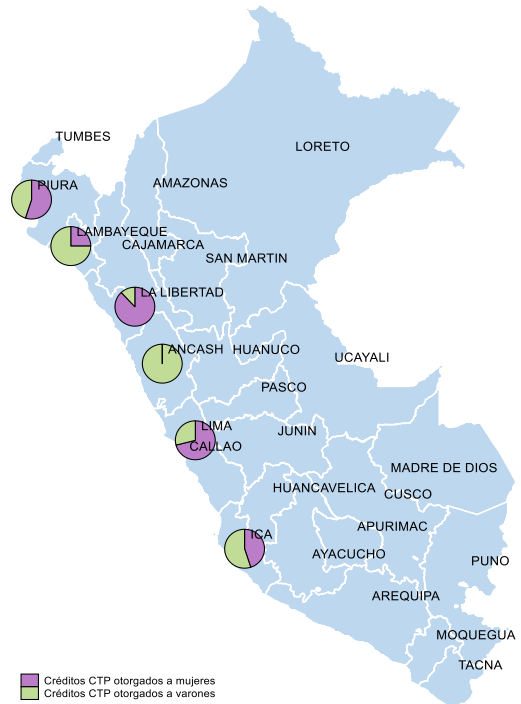 TUMBES
LORETO
PIURA
AMAZONAS
LAMBAYEQUE
CAJAMARCA
SAN MARTIN
LA LIBERTAD
ANCASH
HUANUCO
UCAYALI
PASCO
LIMA
JUNIN
CALLAO
MADRE DE DIOS
HUANCAVELICA
CUSCO
APURIMAC
ICA
AYACUCHO
PUNO
AREQUIPA
MOQUEGUA
TACNA
Créditos CTP otorgados a mujeres
Créditos CTP otorgados a varones